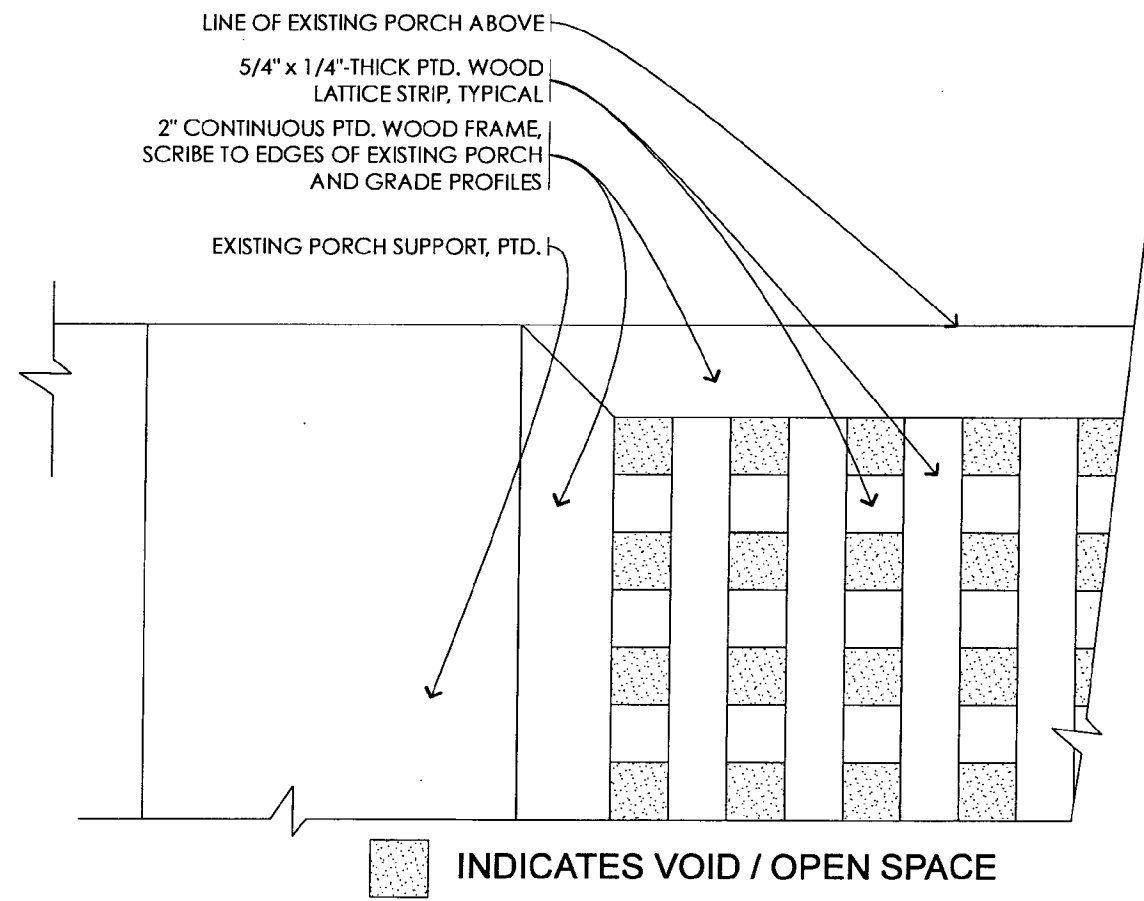 LINE OF EXISTING PORCH ABOVE
5/4" x 1/4"-THICK PTD. WOOD
LATTICE STRIP, TYPICAL
2" CONTINUOUS PTD. WOOD FRAME,
SCRIBE TO EDGES OF EXISTING PORCH
AND GRADE PROFILES
EXISTING PORCH SUPPORT, PTD.
INDICATES VOID / OPEN SPACE